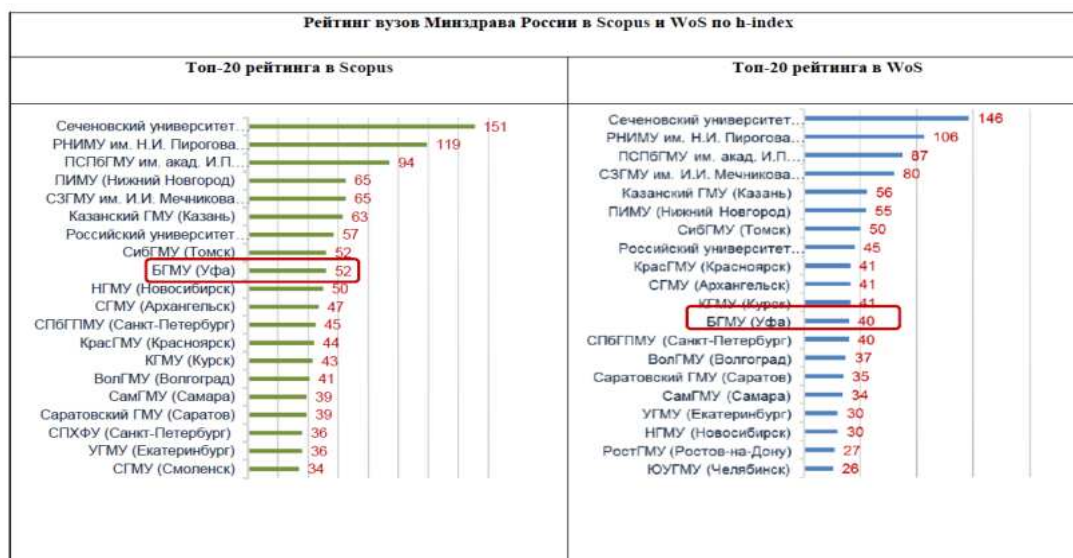 Рейтинг вузов Минздрава России в Scopus и WoS по h-index
Топ-20 рейтинга в Scopus
Сеченовский университет... 151
РНИМУ им. Н.И. Пирогова... 119
ПСПбГМУ им. акад. И.П.... 94
ПИМУ (Нижний Новгород) 65
СЗГМУ им. И.И. Мечникова... 65
Казанский ГМУ (Казань) 63
Российский университет... 57
СибГМУ (Томск) 52
БГМУ (Уфа) 52
НГМУ (Новосибирск) 50
СГМУ (Архангельск) 47
СПбГПМУ (Санкт-Петербург) 45
КрасГМУ (Красноярск) 44
КГМУ (Курск) 43
ВолГМУ (Волгоград) 41
СамГМУ (Самара) 39
Саратовский ГМУ (Саратов) 39
СПХФУ (Санкт-Петербург) 36
УГМУ (Екатеринбург) 36
СГМУ (Смоленск) 34
Топ-20 рейтинга в WoS
Сеченовский университет... 146
РНИМУ им. Н.И. Пирогова... 106
ПСПбГМУ им. акад. И.П.... 87
СЗГМУ им. И.И. Мечникова... 80
Казанский ГМУ (Казань) 56
ПИМУ (Нижний Новгород) 55
СибГМУ (Томск) 50
Российский университет... 45
КрасГМУ (Красноярск) 41
СГМУ (Архангельск) 41
КГМУ (Курск) 41
БГМУ (Уфа) 40
СПбГПМУ (Санкт-Петербург) 40
ВолГМУ (Волгоград) 37
Саратовский ГМУ (Саратов) 35
СамГМУ (Самара) 34
УГМУ (Екатеринбург) 30
НГМУ (Новосибирск) 30
РостГМУ (Ростов-на-Дону) 27
ЮУГМУ (Челябинск) 26